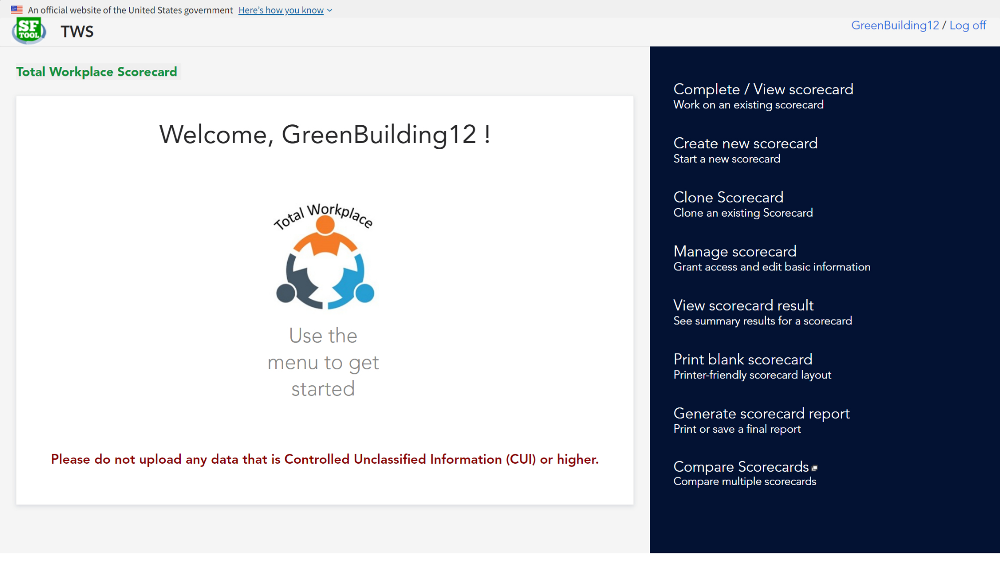 An official website of the United States government Here's how you know
SF
TOOL
TWS
GreenBuilding12 / Log off
Total Workplace Scorecard
Welcome, GreenBuilding12 !
Total Workplace
Use the
menu to get
started
Please do not upload any data that is Controlled Unclassified Information (CUI) or higher.
Complete / View scorecard
Work on an existing scorecard
Create new scorecard
Start a new scorecard
Clone Scorecard
Clone an existing Scorecard
Manage scorecard
Grant access and edit basic information
View scorecard result
See summary results for a scorecard
Print blank scorecard
Printer-friendly scorecard layout
Generate scorecard report
Print or save a final report
Compare Scorecards
Compare multiple scorecards